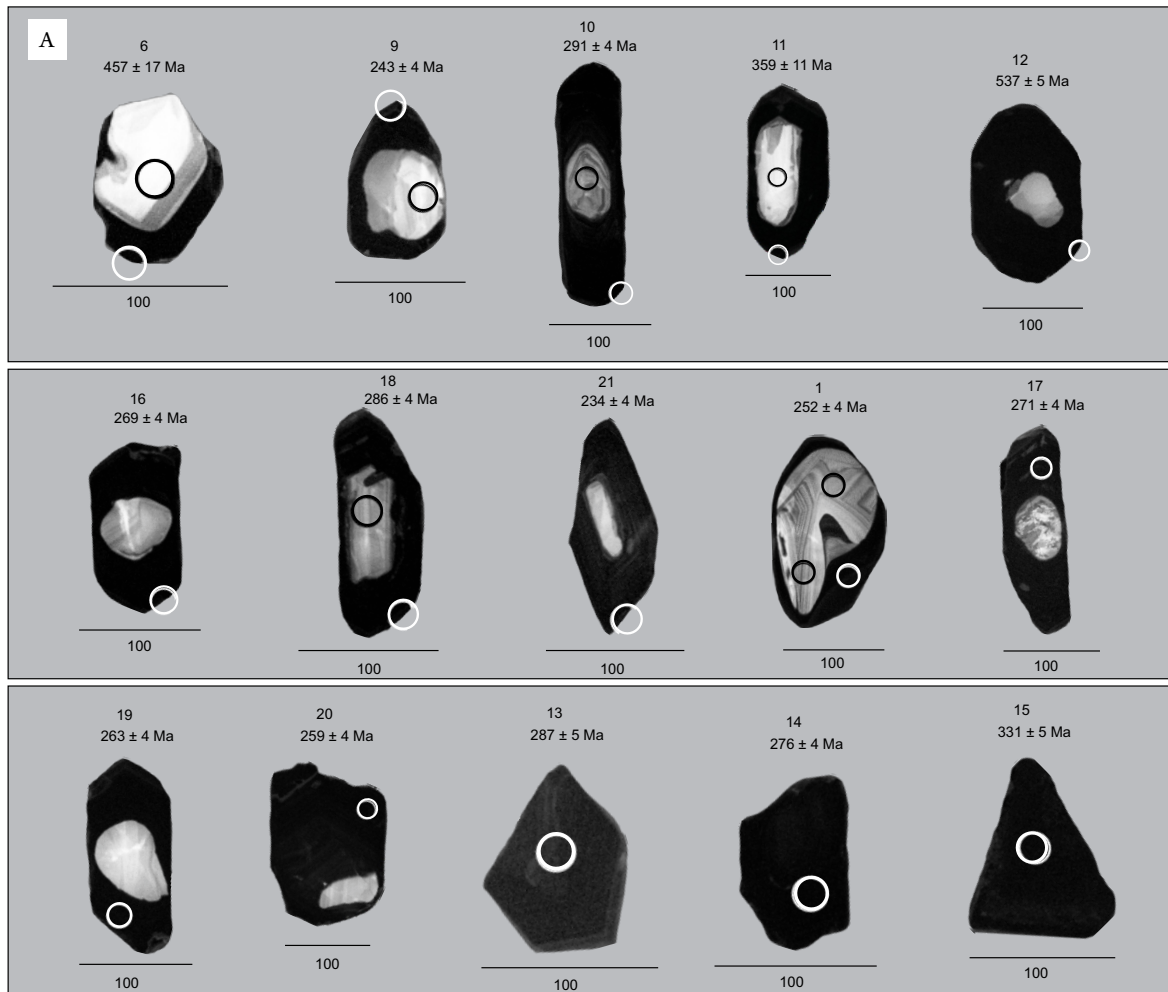 A
6
457 ± 17 Ma
100
9
243 ± 4 Ma
10
291 ± 4 Ma
100
11
359 ± 11 Ma
100
12
537 ± 5 Ma
100
16
269 ± 4 Ma
100
18
286 ± 4 Ma
100
21
234 ± 4 Ma
100
1
252 ± 4 Ma
100
17
271 ± 4 Ma
100
19
263 ± 4 Ma
100
20
259 ± 4 Ma
100
13
287 ± 5 Ma
100
14
276 ± 4 Ma
100
15
331 ± 5 Ma
100
100